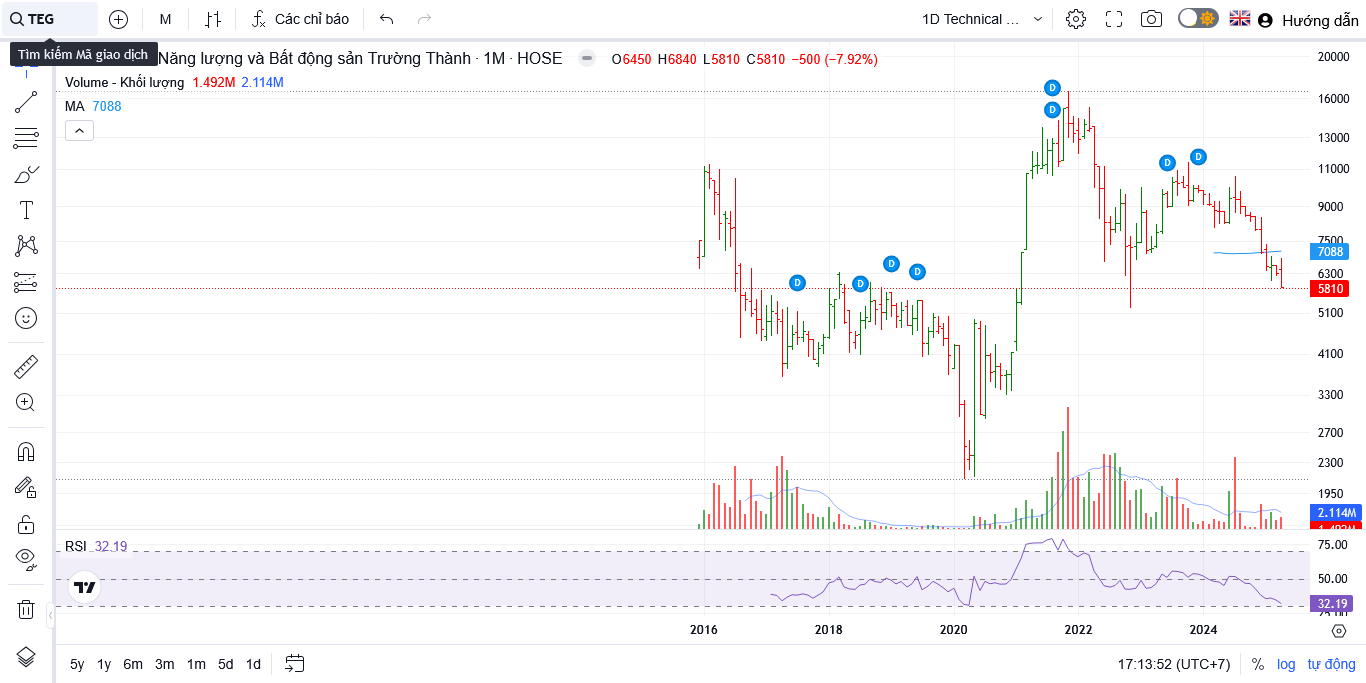 TEG M Các chỉ báo 1D Technical ... Hướng dẫn
Tìm kiếm Mã giao dịch
Năng lượng và Bất động sản Trường Thành · 1M · HOSE O6450 H6840 L5810 C5810 −500 (−7.92%)
Volume - Khối lượng 1.492M 2.114M
MA 7088
D
D
D
D
D
D
D
D
20000
16000
13000
11000
9000
7500
7088
6300
5810
5100
4100
3300
2700
2300
1950
2.114M
1.492M
RSI 32.19
75.00
50.00
32.19
25.00
2016 2018 2020 2022 2024
5y 1y 6m 3m 1m 5d 1d 17:13:52 (UTC+7) % log tự động